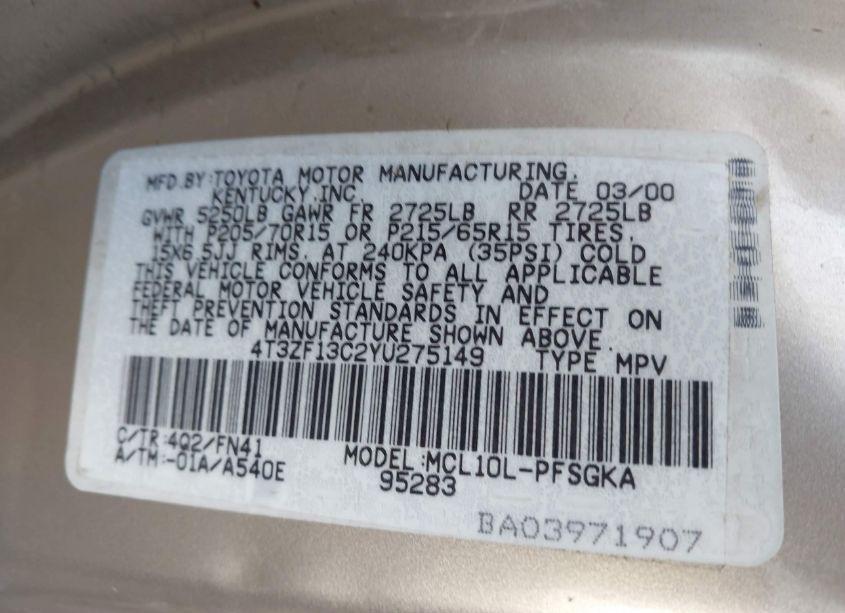 MFD.BY:TOYOTA MOTOR MANUFACTURING.
KENTUCKY.INC. DATE 03/00
GVWR 5250LB GAWR FR 2725LB RR 2725LB
WITH P205/70R15 OR P215/65R15 TIRES,
15X6.5JJ RIMS, AT 240KPA (35PSI) COLD
THIS VEHICLE CONFORMS TO ALL APPLICABLE
FEDERAL MOTOR VEHICLE SAFETY AND
THEFT PREVENTION STANDARDS IN EFFECT ON
THE DATE OF MANUFACTURE SHOWN ABOVE.
4T3ZF13C2YU275149 TYPE MPV
C/TR:4Q2/FN41
A/TM:-01A/A540E
MODEL:MCL10L-PFSGKA
95283
BA03971907